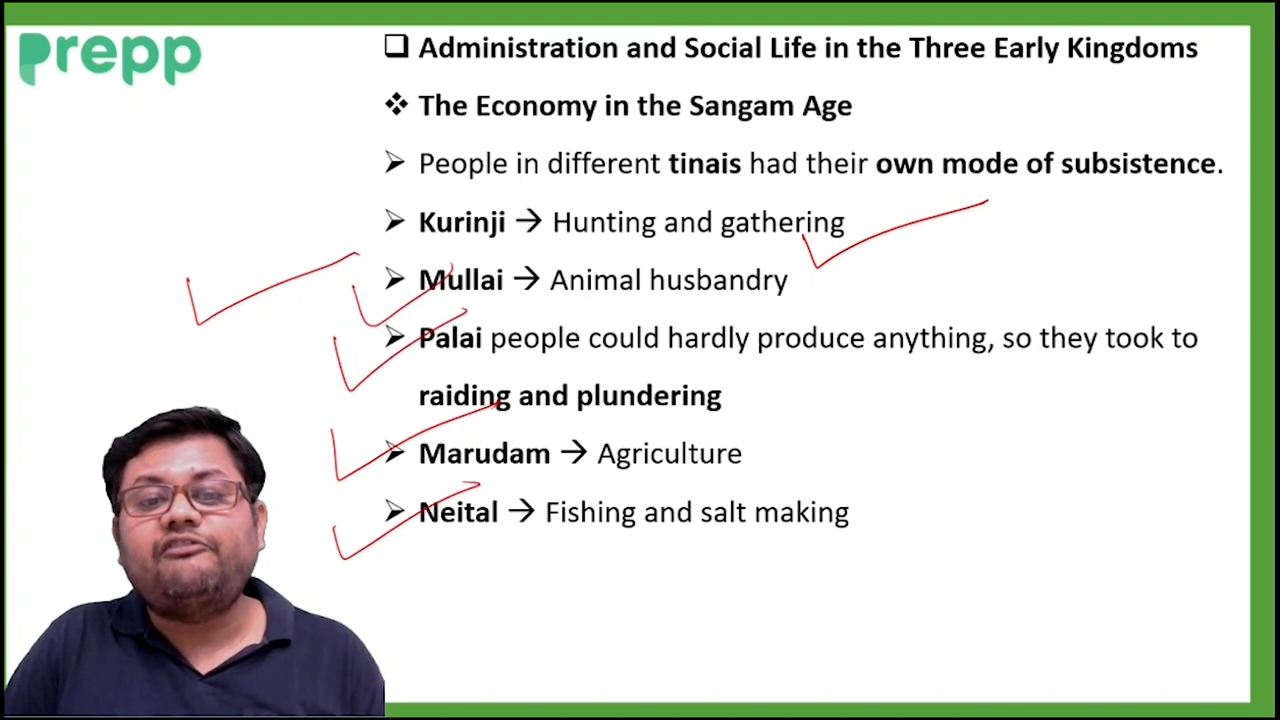 prepp
❑ Administration and Social Life in the Three Early Kingdoms
❖ The Economy in the Sangam Age
➢ People in different tinais had their own mode of subsistence.
➢ Kurinji → Hunting and gathering
➢ Mullai → Animal husbandry
➢ Palai people could hardly produce anything, so they took to
raiding and plundering
➢ Marudam → Agriculture
➢ Neital → Fishing and salt making